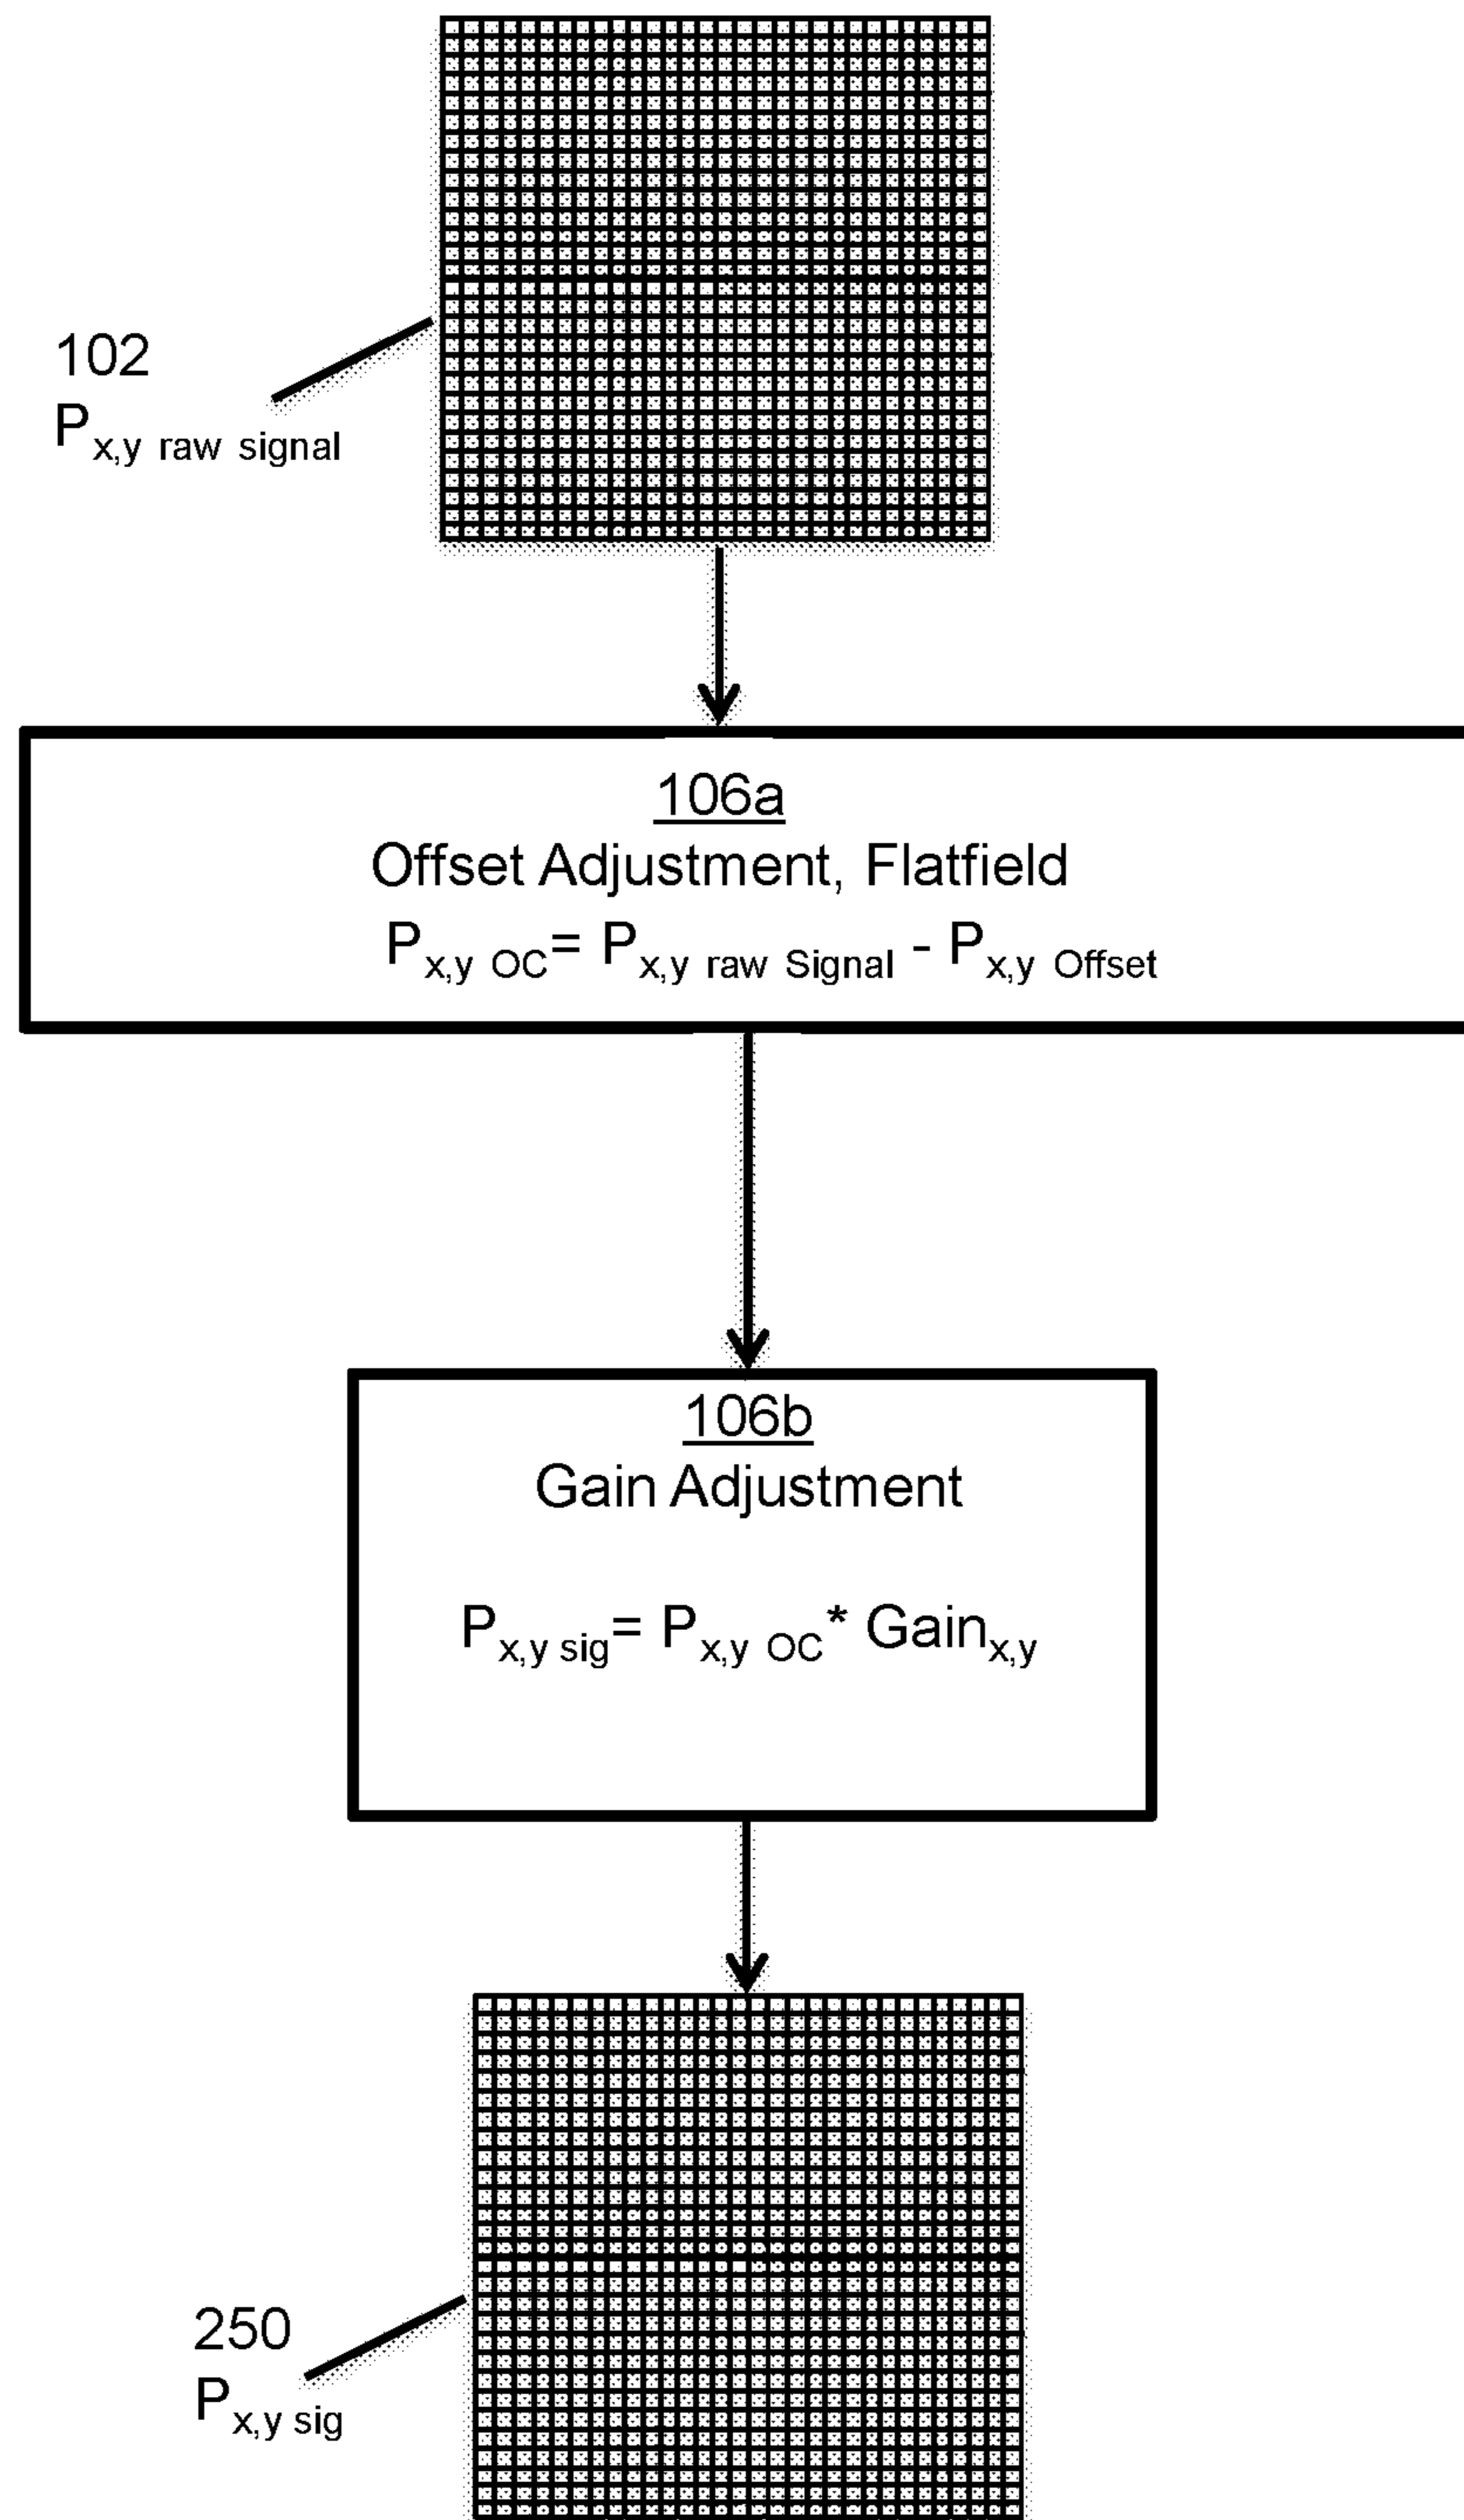 102
P x,y raw signal
106a
Offset Adjustment, Flatfield
P x,y OC = P x,y raw Signal - P x,y Offset
106b
Gain Adjustment
P x,y sig = P x,y OC * Gain x,y
250
P x,y sig